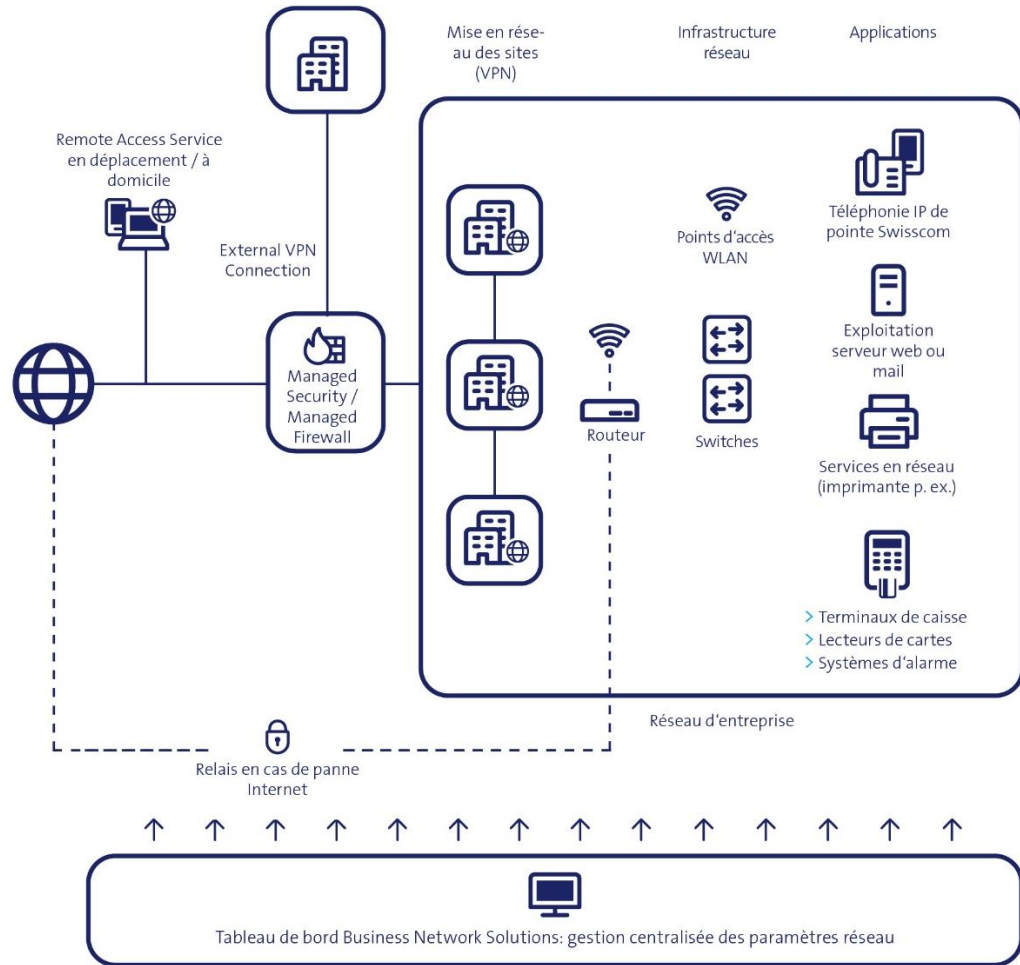 Mise en rése-
au des sites
(VPN)
Infrastructure
réseau
Applications
Remote Access Service
en déplacement / à
domicile
External VPN
Connection
Managed
Security /
Managed
Firewall
Routeur
Points d‘accès
WLAN
Switches
Téléphonie IP de
pointe Swisscom
Exploitation
serveur web ou
mail
Services en réseau
(imprimante p. ex.)
> Terminaux de caisse
> Lecteurs de cartes
> Systèmes d‘alarme
Réseau d‘entreprise
Relais en cas de panne
Internet
Tableau de bord Business Network Solutions: gestion centralisée des paramètres réseau